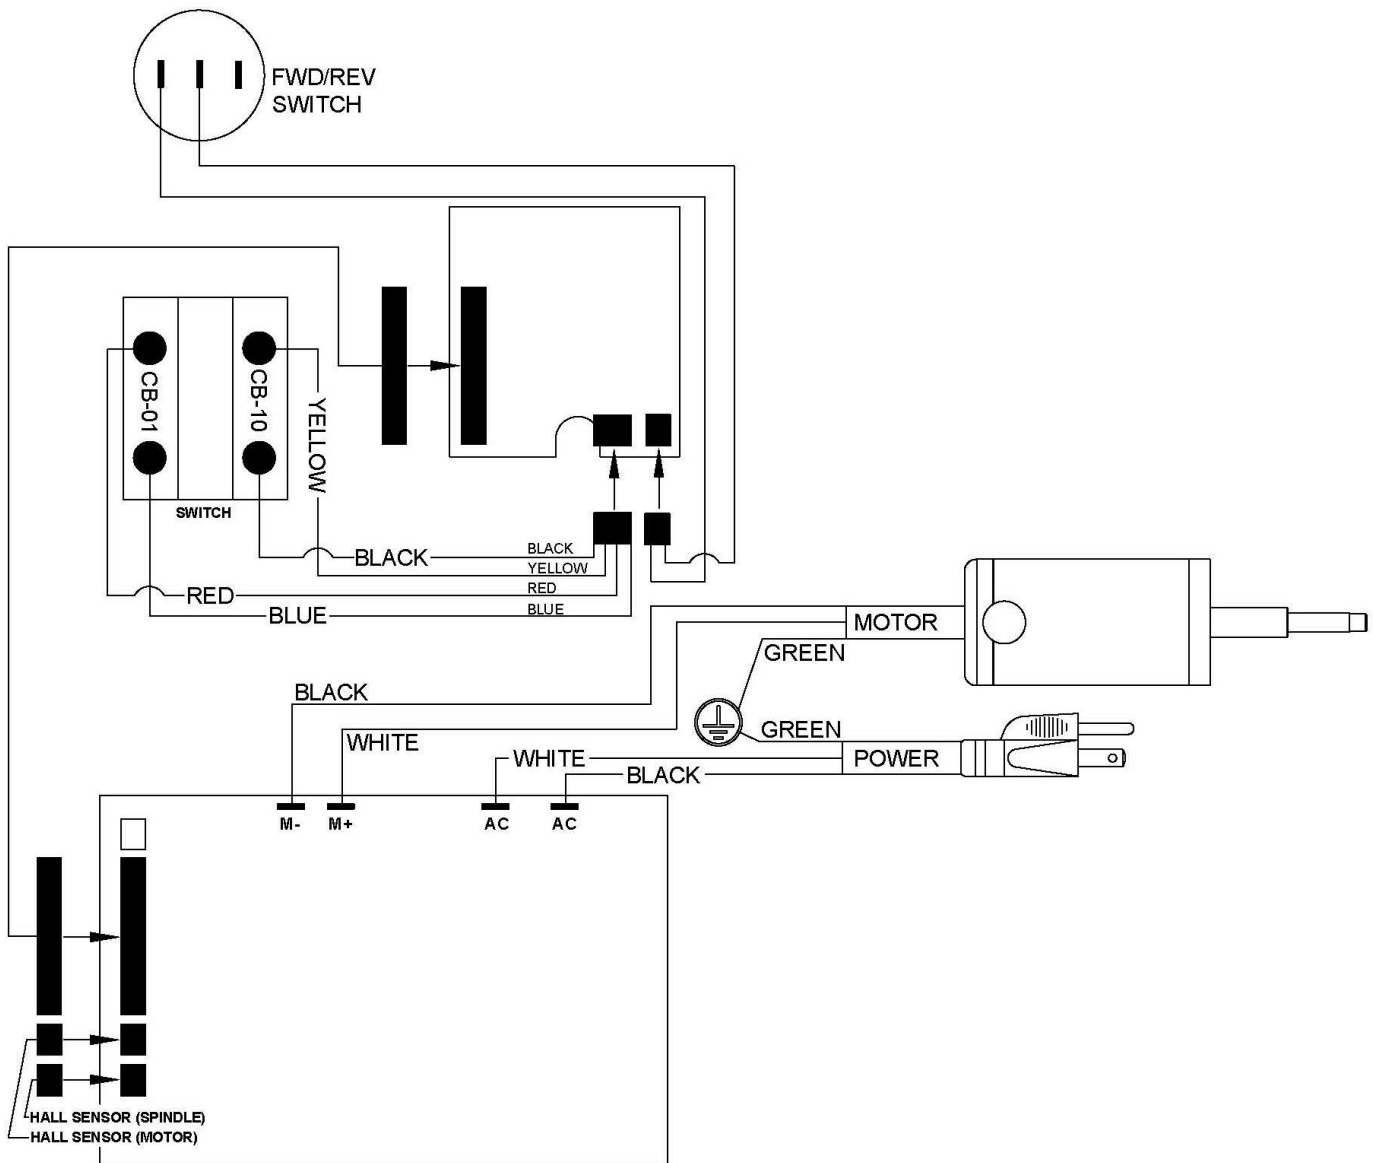 FWD/REV
SWITCH
CB-01
CB-10
YELLOW
SWITCH
BLACK
BLACK
YELLOW
RED
RED
BLUE
BLUE
MOTOR
GREEN
BLACK
GREEN
WHITE
WHITE
POWER
BLACK
M-
M+
AC
AC
HALL SENSOR (SPINDLE)
HALL SENSOR (MOTOR)